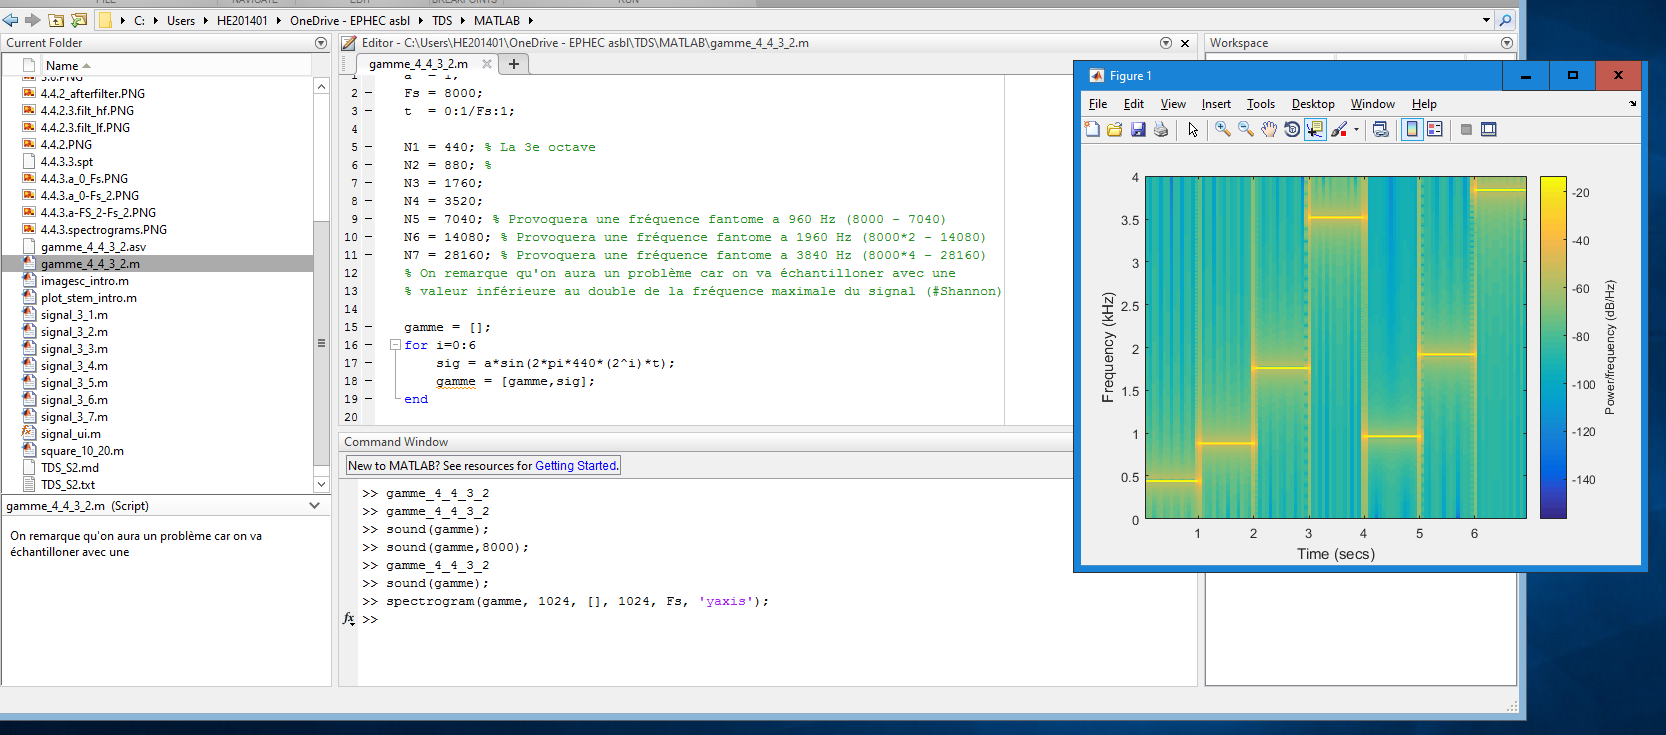 C: Users HE201401 OneDrive - EPHEC asbl TDS MATLAB
Current Folder
Name
3.0.PNG
4.4.2_afterfilter.PNG
4.4.2.3.filt_hf.PNG
4.4.2.3.filt_lf.PNG
4.4.2.PNG
4.4.3.3.spt
4.4.3.a_0_Fs.PNG
4.4.3.a_0-Fs_2.PNG
4.4.3.a-FS_2-Fs_2.PNG
4.4.3.spectrograms.PNG
gamme_4_4_3_2.asv
gamme_4_4_3_2.m
imagesc_intro.m
plot_stem_intro.m
signal_3_1.m
signal_3_2.m
signal_3_3.m
signal_3_4.m
signal_3_5.m
signal_3_6.m
signal_3_7.m
signal_ui.m
square_10_20.m
TDS_S2.md
TDS_S2.txt
gamme_4_4_3_2.m (Script)
On remarque qu'on aura un problème car on va
échantilloner avec une
Editor - C:\Users\HE201401\OneDrive - EPHEC asbl\TDS\MATLAB\gamme_4_4_3_2.m
gamme_4_4_3_2.m
1 - a = 1;
2 - Fs = 8000;
3 - t = 0:1/Fs:1;
4
5 - N1 = 440; % La 3e octave
6 - N2 = 880; %
7 - N3 = 1760;
8 - N4 = 3520;
9 - N5 = 7040; % Provoquera une fréquence fantome a 960 Hz (8000 - 7040)
10 - N6 = 14080; % Provoquera une fréquence fantome a 1960 Hz (8000*2 - 14080)
11 - N7 = 28160; % Provoquera une fréquence fantome a 3840 Hz (8000*4 - 28160)
12 % On remarque qu'on aura un problème car on va échantilloner avec une
13 % valeur inférieure au double de la fréquence maximale du signal (#Shannon)
14
15 - gamme = [];
16 - for i=0:6
17 - sig = a*sin(2*pi*440*(2^i)*t);
18 - gamme = [gamme,sig];
19 - end
20
Command Window
New to MATLAB? See resources for Getting Started.
>> gamme_4_4_3_2
>> gamme_4_4_3_2
>> sound(gamme);
>> sound(gamme,8000);
>> gamme_4_4_3_2
>> sound(gamme);
>> spectrogram(gamme, 1024, [], 1024, Fs, 'yaxis');
fx >>
Workspace
Figure 1
File Edit View Insert Tools Desktop Window Help
4
3.5
3
2.5
2
1.5
1
0.5
0
Frequency (kHz)
1 2 3 4 5 6
Time (secs)
-20
-40
-60
-80
-100
-120
-140
Power/frequency (dB/Hz)